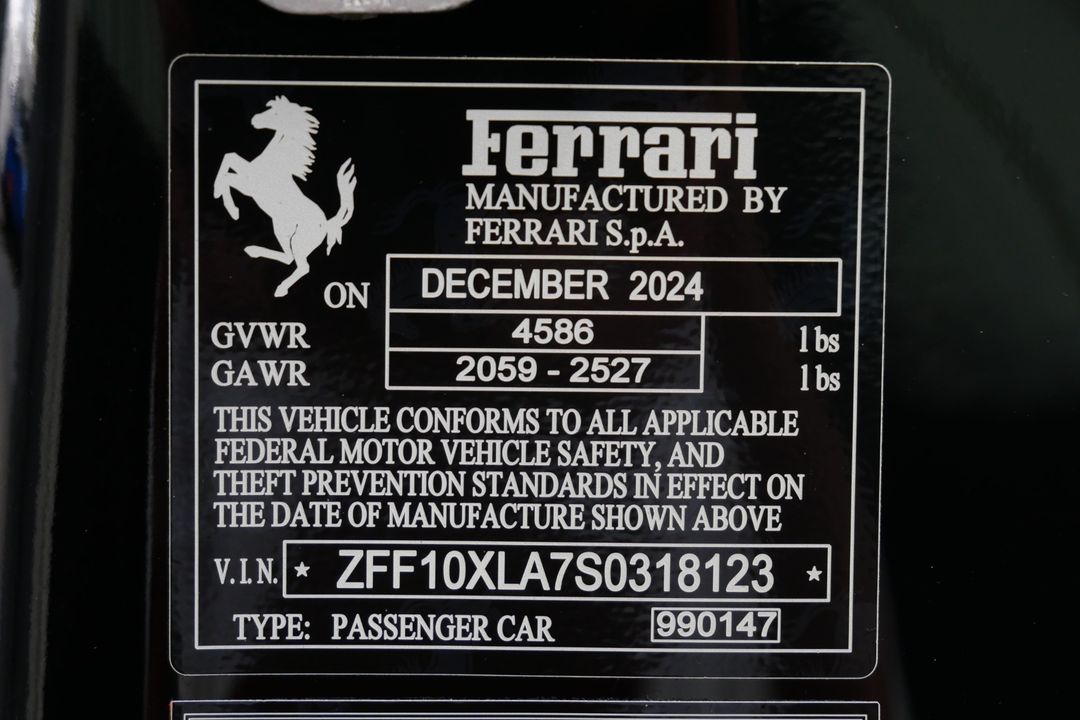 Ferrari
MANUFACTURED BY
FERRARI S.p.A.
ON DECEMBER 2024
GVWR 4586 lbs
GAWR 2059 - 2527 lbs
THIS VEHICLE CONFORMS TO ALL APPLICABLE
FEDERAL MOTOR VEHICLE SAFETY, AND
THEFT PREVENTION STANDARDS IN EFFECT ON
THE DATE OF MANUFACTURE SHOWN ABOVE
V.I.N. ★ ZFF10XLA7S0318123 ★
TYPE: PASSENGER CAR 990147